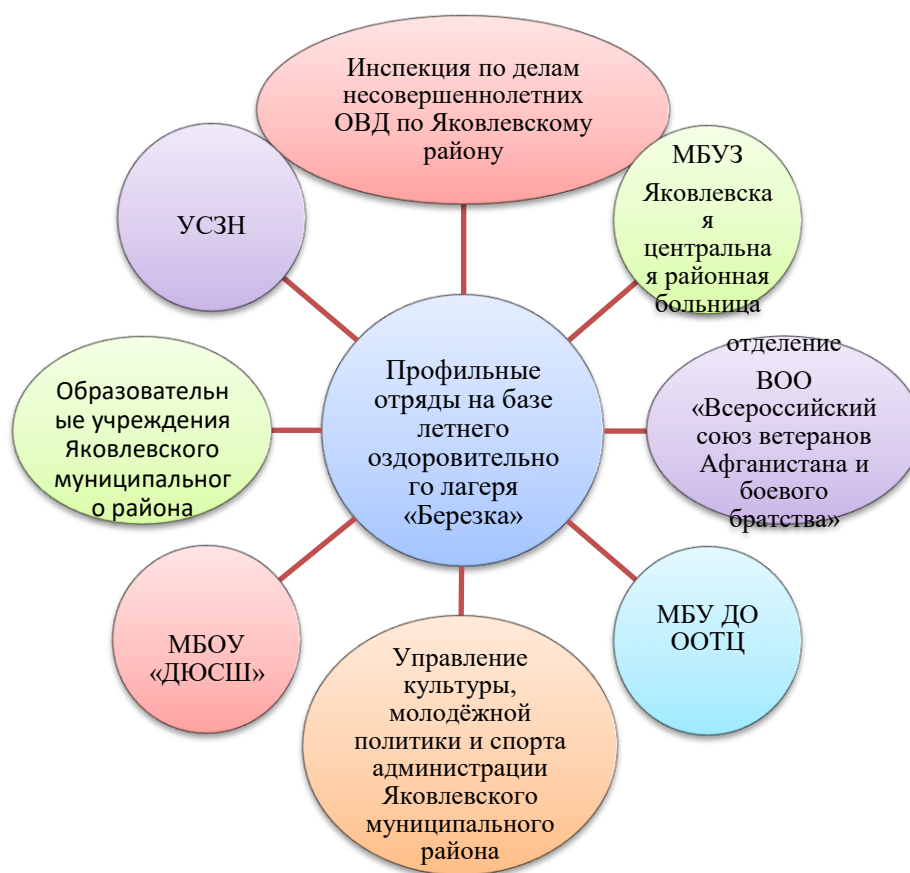 Инспекция по делам
несовершеннолетних
ОВД по Яковлевскому
району
МБУЗ
Яковлевска
я
центральна
я районная
больница
УСЗН
отделение
ВОО
«Всероссийский
союз ветеранов
Афганистана и
боевого
братства»
Профильные
отряды на базе
летнего
оздоровительно
го лагеря
«Березка»
Образовательн
ые учреждения
Яковлевского
муниципальног
о района
МБУ ДО
ООТЦ
МБОУ
«ДЮСШ»
Управление
культуры,
молодёжной
политики и спорта
администрации
Яковлевского
муниципального
района